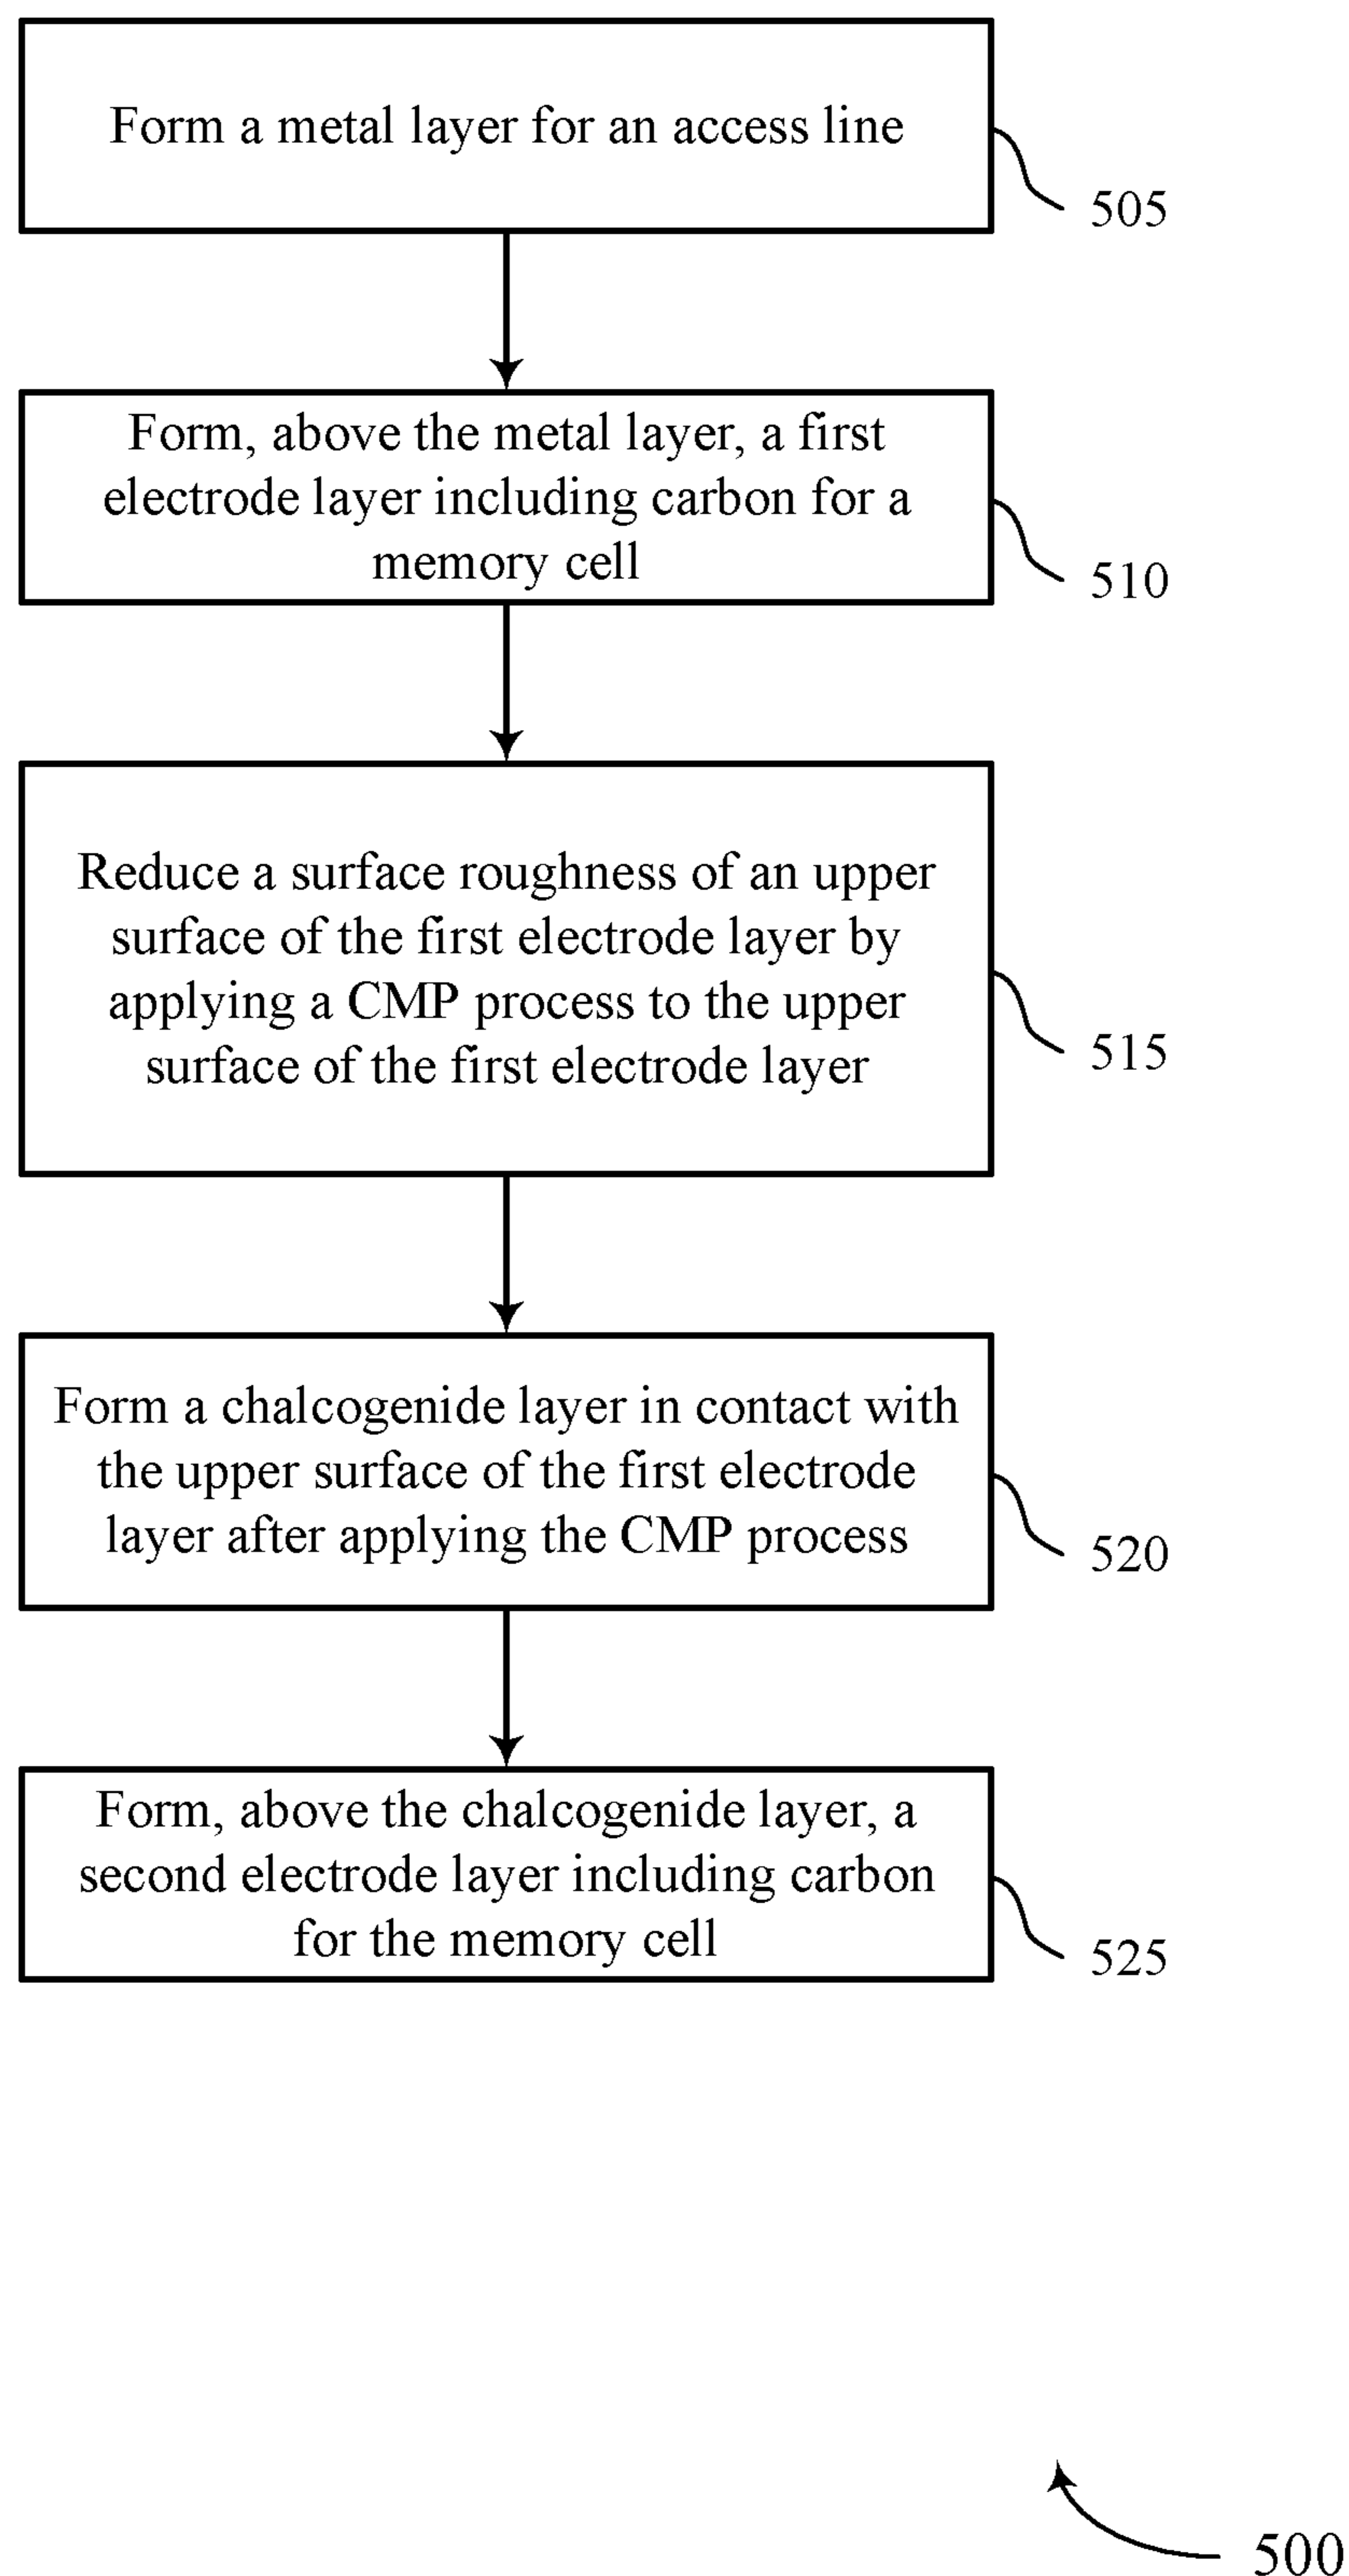 Form a metal layer for an access line
505
Form, above the metal layer, a first
electrode layer including carbon for a
memory cell
510
Reduce a surface roughness of an upper
surface of the first electrode layer by
applying a CMP process to the upper
surface of the first electrode layer
515
Form a chalcogenide layer in contact with
the upper surface of the first electrode
layer after applying the CMP process
520
Form, above the chalcogenide layer, a
second electrode layer including carbon
for the memory cell
525
500